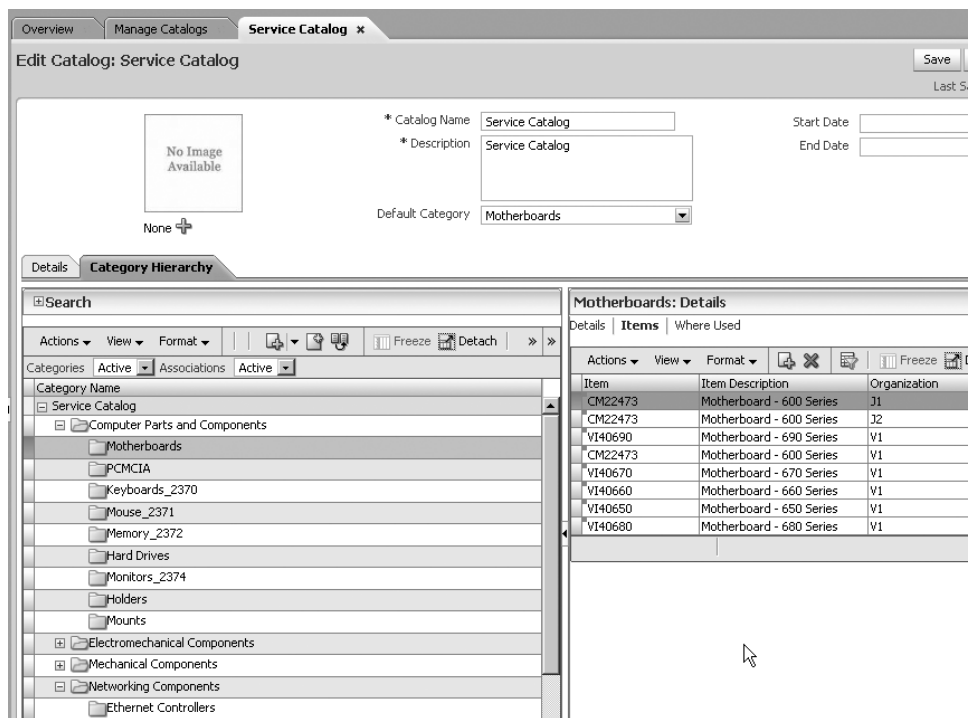 Overview Manage Catalogs Service Catalog ×
Edit Catalog: Service Catalog Save
Last
No Image
Available
None
* Catalog Name Service Catalog
* Description Service Catalog
Default Category Motherboards
Start Date
End Date
Details Category Hierarchy
Search
Actions View Format Freeze Detach » »
Categories Active Associations Active
Category Name
Service Catalog
Computer Parts and Components
Motherboards
PCMCIA
Keyboards_2370
Mouse_2371
Memory_2372
Hard Drives
Monitors_2374
Holders
Mounts
Electromechanical Components
Mechanical Components
Networking Components
Ethernet Controllers
Motherboards: Details
Details Items Where Used
Actions View Format Freeze
Item Item Description Organization
CM22473 Motherboard - 600 Series J1
CM22473 Motherboard - 600 Series J2
VI40690 Motherboard - 690 Series V1
CM22473 Motherboard - 600 Series V1
VI40670 Motherboard - 670 Series V1
VI40660 Motherboard - 660 Series V1
VI40650 Motherboard - 650 Series V1
VI40680 Motherboard - 680 Series V1